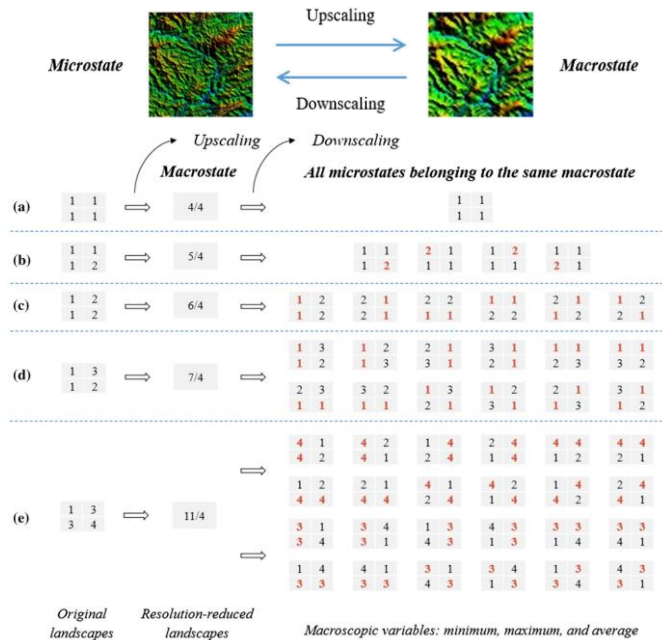 Upscaling
Microstate
Macrostate
Downscaling
Upscaling
Downscaling
Macrostate
All microstates belonging to the same macrostate
(a)
1 1
1 1
4/4
1 1
1 1
(b)
1 1
1 2
5/4
1 1 2 1 1 2 1 1
1 2 1 1 1 1 2 1
(c)
1 2
1 2
6/4
1 2 2 1 2 2 1 1 2 1 1 2
1 2 2 1 1 1 2 2 1 2 2 1
(d)
1 3
1 2
7/4
1 3 1 2 2 1 3 1 1 1 1 1
1 2 1 3 3 1 2 1 2 3 3 2
2 3 3 2 1 3 1 2 2 1 3 1
1 1 1 1 2 1 3 1 1 3 1 2
(e)
1 3
3 4
11/4
4 1 4 2 1 4 2 4 4 4 4 4
4 2 4 1 2 4 1 4 1 2 2 1
1 2 2 1 4 1 4 2 1 4 2 4
4 4 4 4 2 4 1 4 4 2 4 1
3 1 3 4 1 3 4 3 3 3 3 3
3 4 3 1 4 3 1 3 1 4 4 1
1 4 4 1 3 1 3 4 1 3 4 3
3 3 3 3 4 3 1 3 3 4 3 1
Original
landscapes
Resolution-reduced
landscapes
Macroscopic variables: minimum, maximum, and average